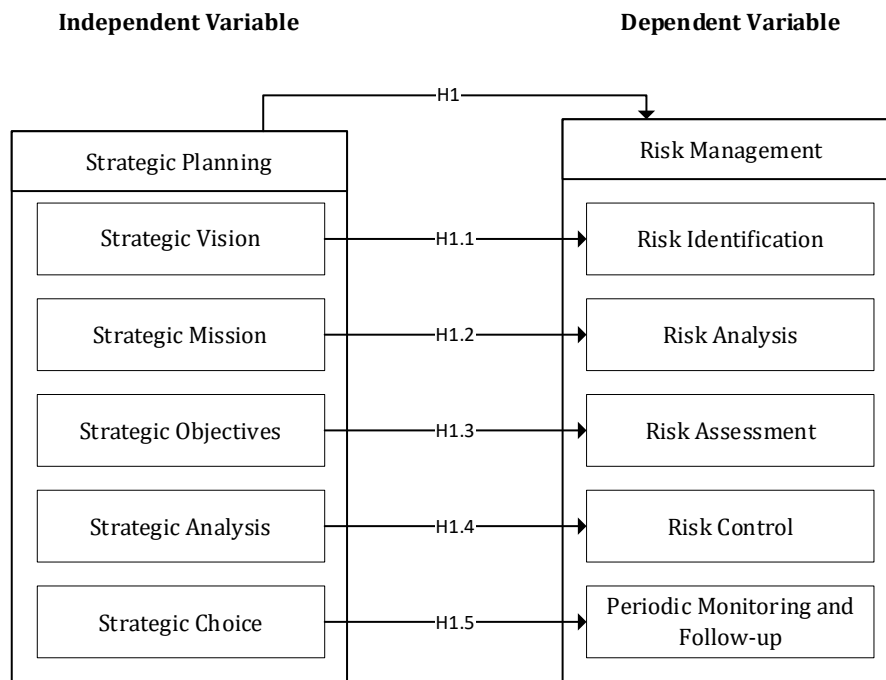 Independent Variable
Dependent Variable
H1
Strategic Planning
Risk Management
Strategic Vision
H1.1
Risk Identification
Strategic Mission
H1.2
Risk Analysis
Strategic Objectives
H1.3
Risk Assessment
Strategic Analysis
H1.4
Risk Control
Strategic Choice
H1.5
Periodic Monitoring and
Follow-up